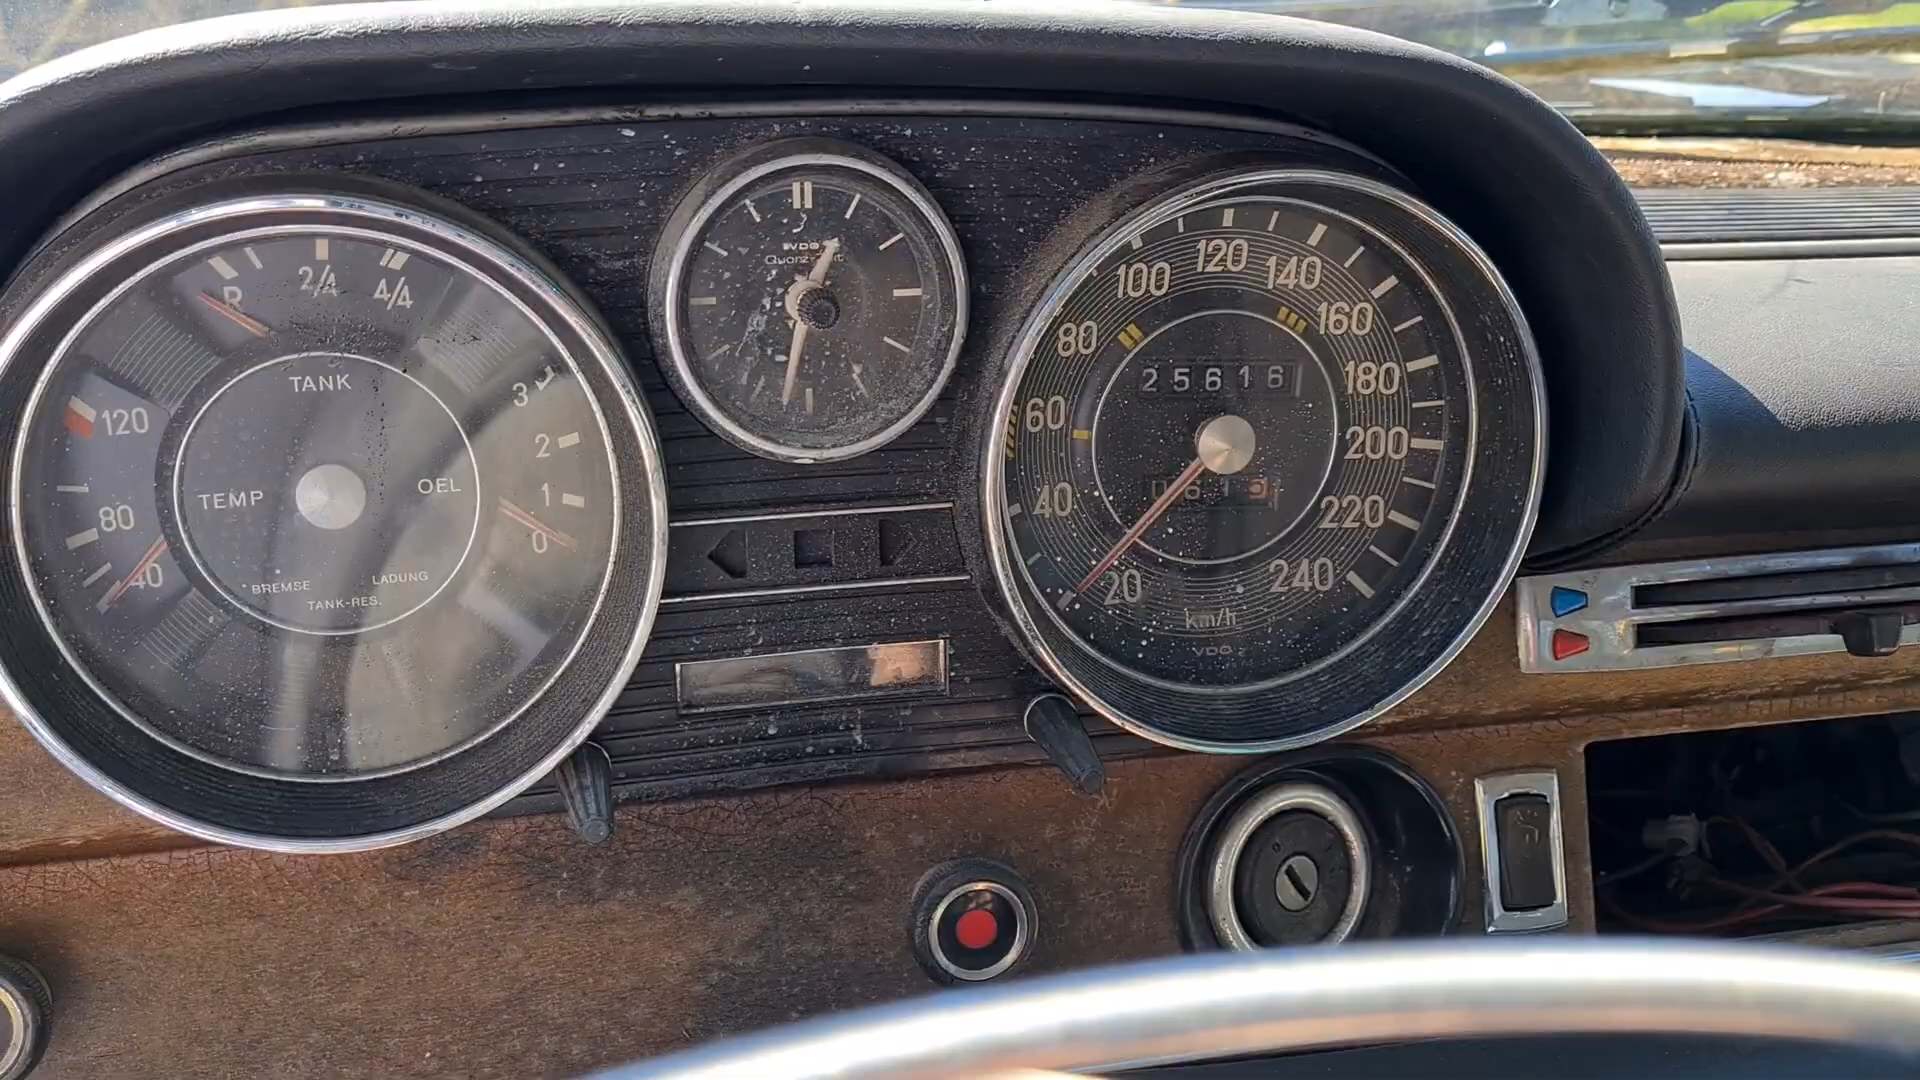 R 2/4 4/4
TANK
120
80
40
TEMP
OEL
3
2
1
0
BREMSE
LADUNG
TANK-RES.
VDO
20
40
60
80
100
120
140
160
180
200
220
240
25616
km/h
VDO